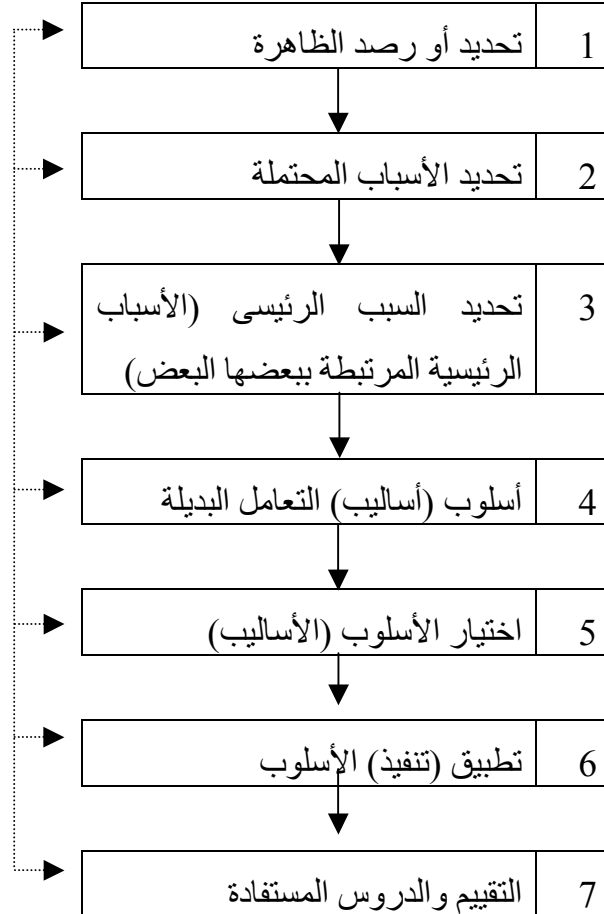 1 تحديد أو رصد الظاهرة
2 تحديد الأسباب المحتملة
3 تحديد السبب الرئيسى (الأسباب
الرئيسية المرتبطة ببعضها البعض)
4 أسلوب (أساليب) التعامل البديلة
5 اختيار الأسلوب (الأساليب)
6 تطبيق (تنفيذ) الأسلوب
7 التقييم والدروس المستفادة